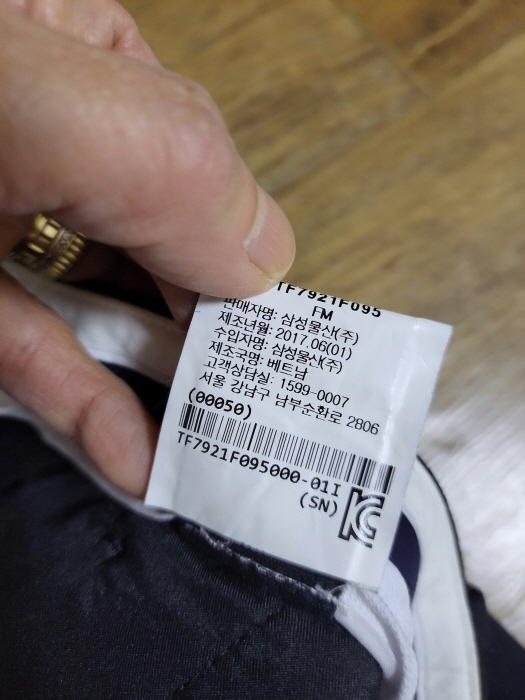 TF7921F095
FM
판매자명: 삼성물산(주)
제조년월: 2017.06(01)
수입자명: 삼성물산(주)
제조국명: 베트남
고객상담실: 1599-0007
서울 강남구 남부순환로 2806
(00050)
TF7921F095000-01I
(SN)
KC